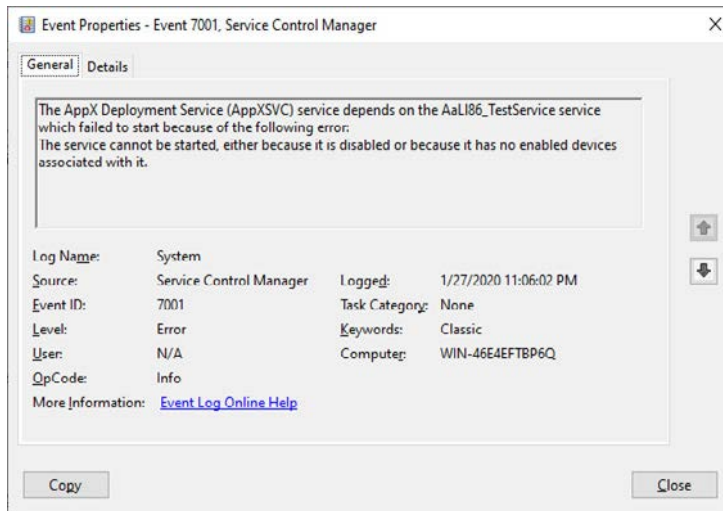 Event Properties - Event 7001, Service Control Manager
General Details
The AppX Deployment Service (AppXSVC) service depends on the AaLI86_TestService service
which failed to start because of the following error:
The service cannot be started, either because it is disabled or because it has no enabled devices
associated with it.
Log Name: System
Source: Service Control Manager Logged: 1/27/2020 11:06:02 PM
Event ID: 7001 Task Category: None
Level: Error Keywords: Classic
User: N/A Computer: WIN-46E4EFTBP6Q
OpCode: Info
More Information: Event Log Online Help
Copy Close